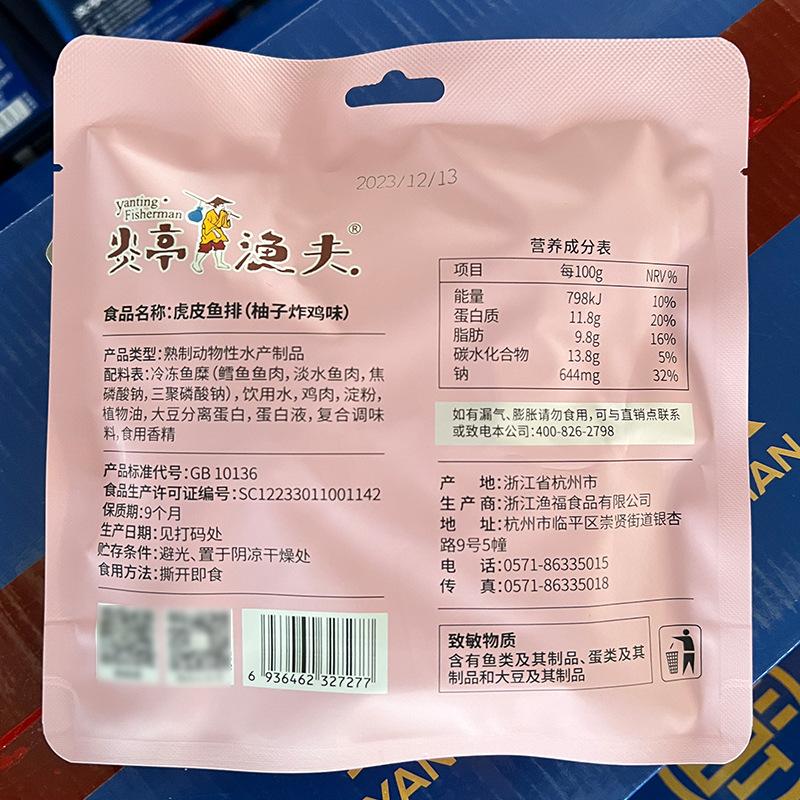 2023/12/13
yanting
Fisherman
炎亭渔夫®
食品名称:虎皮鱼排(柚子炸鸡味)
产品类型:熟制动物性水产制品
配料表:冷冻鱼糜(鳕鱼鱼肉,淡水鱼肉,焦
磷酸钠,三聚磷酸钠),饮用水,鸡肉,淀粉,
植物油,大豆分离蛋白,蛋白液,复合调味
料,食用香精
产品标准代号:GB 10136
食品生产许可证编号:SC12233011001142
保质期:9个月
生产日期:见打码处
贮存条件:避光、置于阴凉干燥处
食用方法:撕开即食
6 936462 327277
营养成分表
项目 每100g NRV%
能量 798kJ 10%
蛋白质 11.8g 20%
脂肪 9.8g 16%
碳水化合物 13.8g 5%
钠 644mg 32%
如有漏气、膨胀请勿食用,可与直销点联系
或致电本公司:400-826-2798
产 地:浙江省杭州市
生产商:浙江渔福食品有限公司
地 址:杭州市临平区崇贤街道银杏
路9号5幢
电 话:0571-86335015
传 真:0571-86335018
致敏物质
含有鱼类及其制品、蛋类及其
制品和大豆及其制品